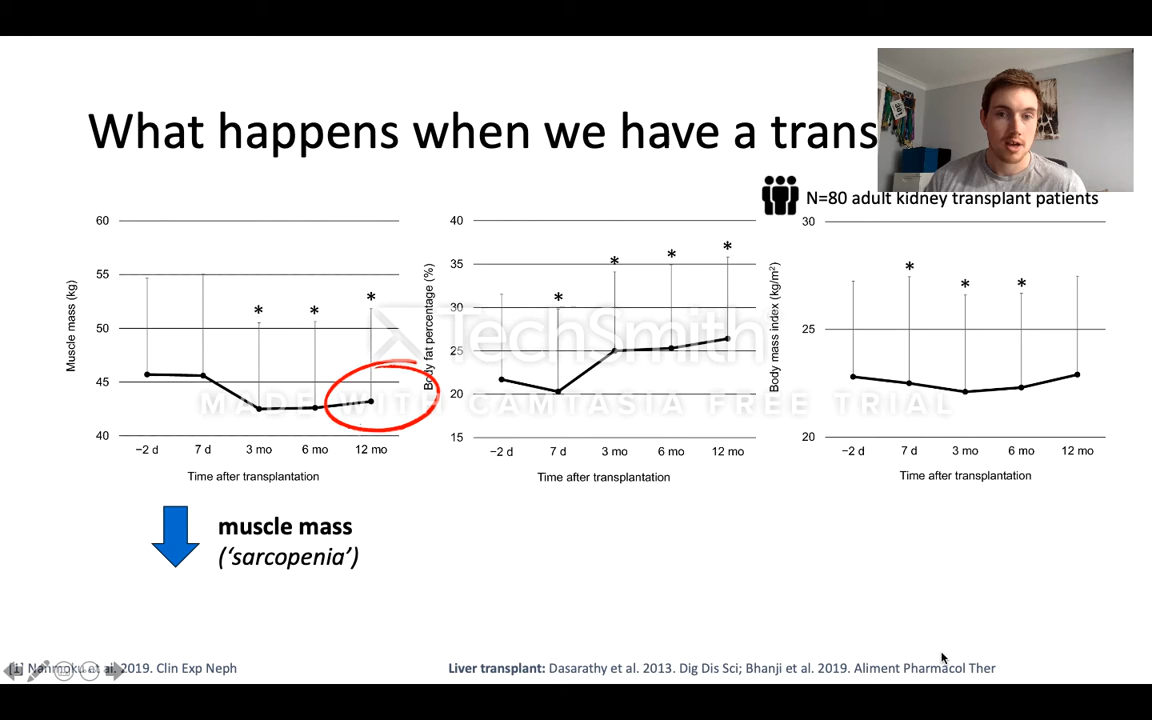 What happens when we have a trans
N=80 adult kidney transplant patients
60
55
50
45
40
Muscle mass (kg)
* * *
−2 d 7 d 3 mo 6 mo 12 mo
Time after transplantation
40
35
30
25
20
15
Body fat percentage (%)
* * * *
−2 d 7 d 3 mo 6 mo 12 mo
Time after transplantation
30
25
20
Body mass index (kg/m²)
* * *
−2 d 7 d 3 mo 6 mo 12 mo
Time after transplantation
TechSmith
MADE WITH CAMTASIA FREE TRIAL
muscle mass
(‘sarcopenia’)
[1] Nanmoku et al. 2019. Clin Exp Neph
Liver transplant: Dasarathy et al. 2013. Dig Dis Sci; Bhanji et al. 2019. Aliment Pharmacol Ther